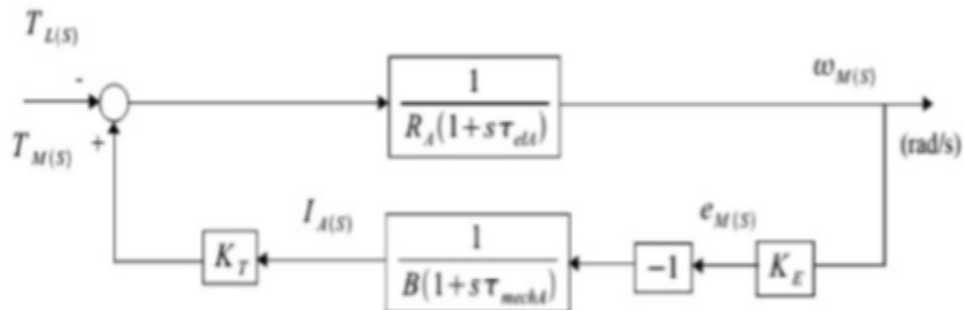 T_L(S)
-
1
R_A(1+sτ_elA)
ω_M(S)
(rad/s)
T_M(S)
+
I_A(S)
e_M(S)
K_T
1
B(1+sτ_mechA)
−1
K_E